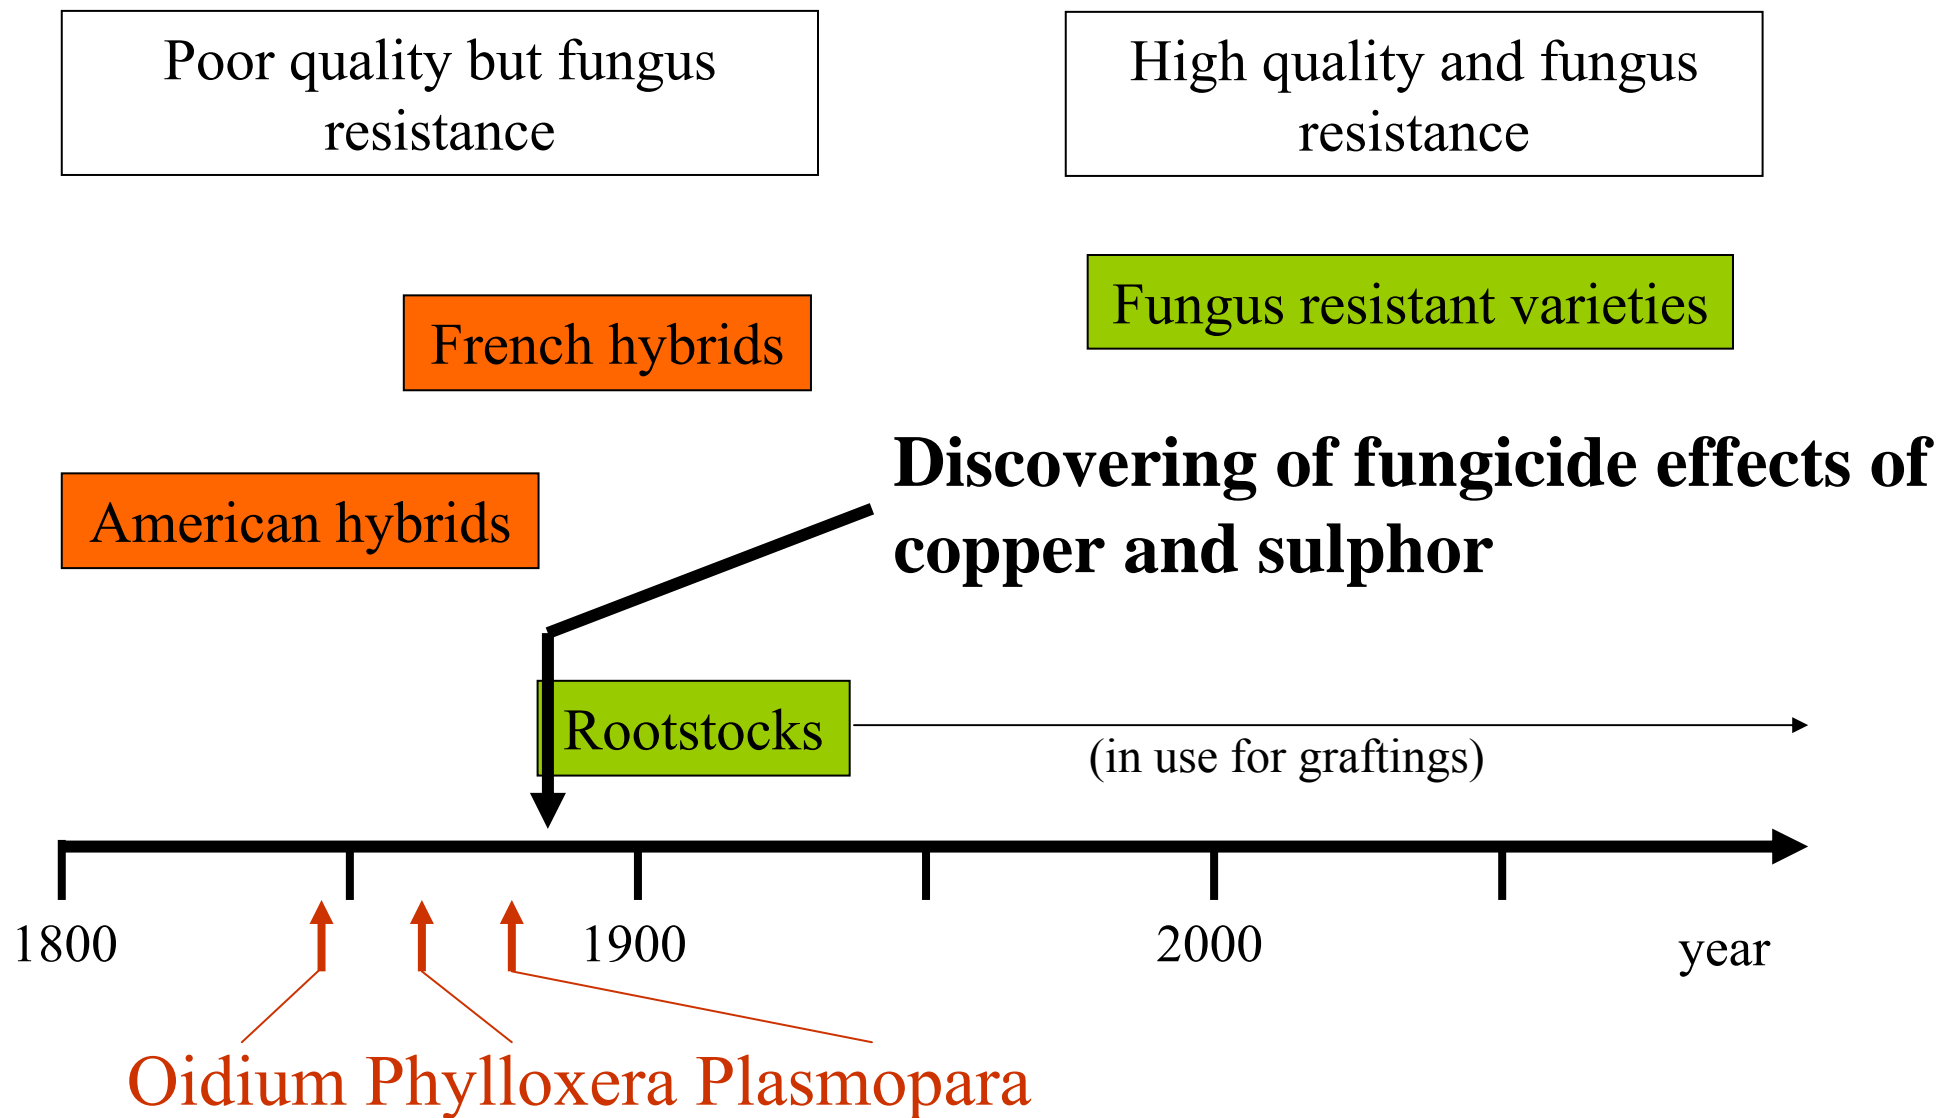 Poor quality but fungus
resistance
High quality and fungus
resistance
Fungus resistant varieties
French hybrids
Discovering of fungicide effects of
copper and sulphor
American hybrids
Rootstocks
(in use for graftings)
1800
1900
2000
year
Oidium Phylloxera Plasmopara